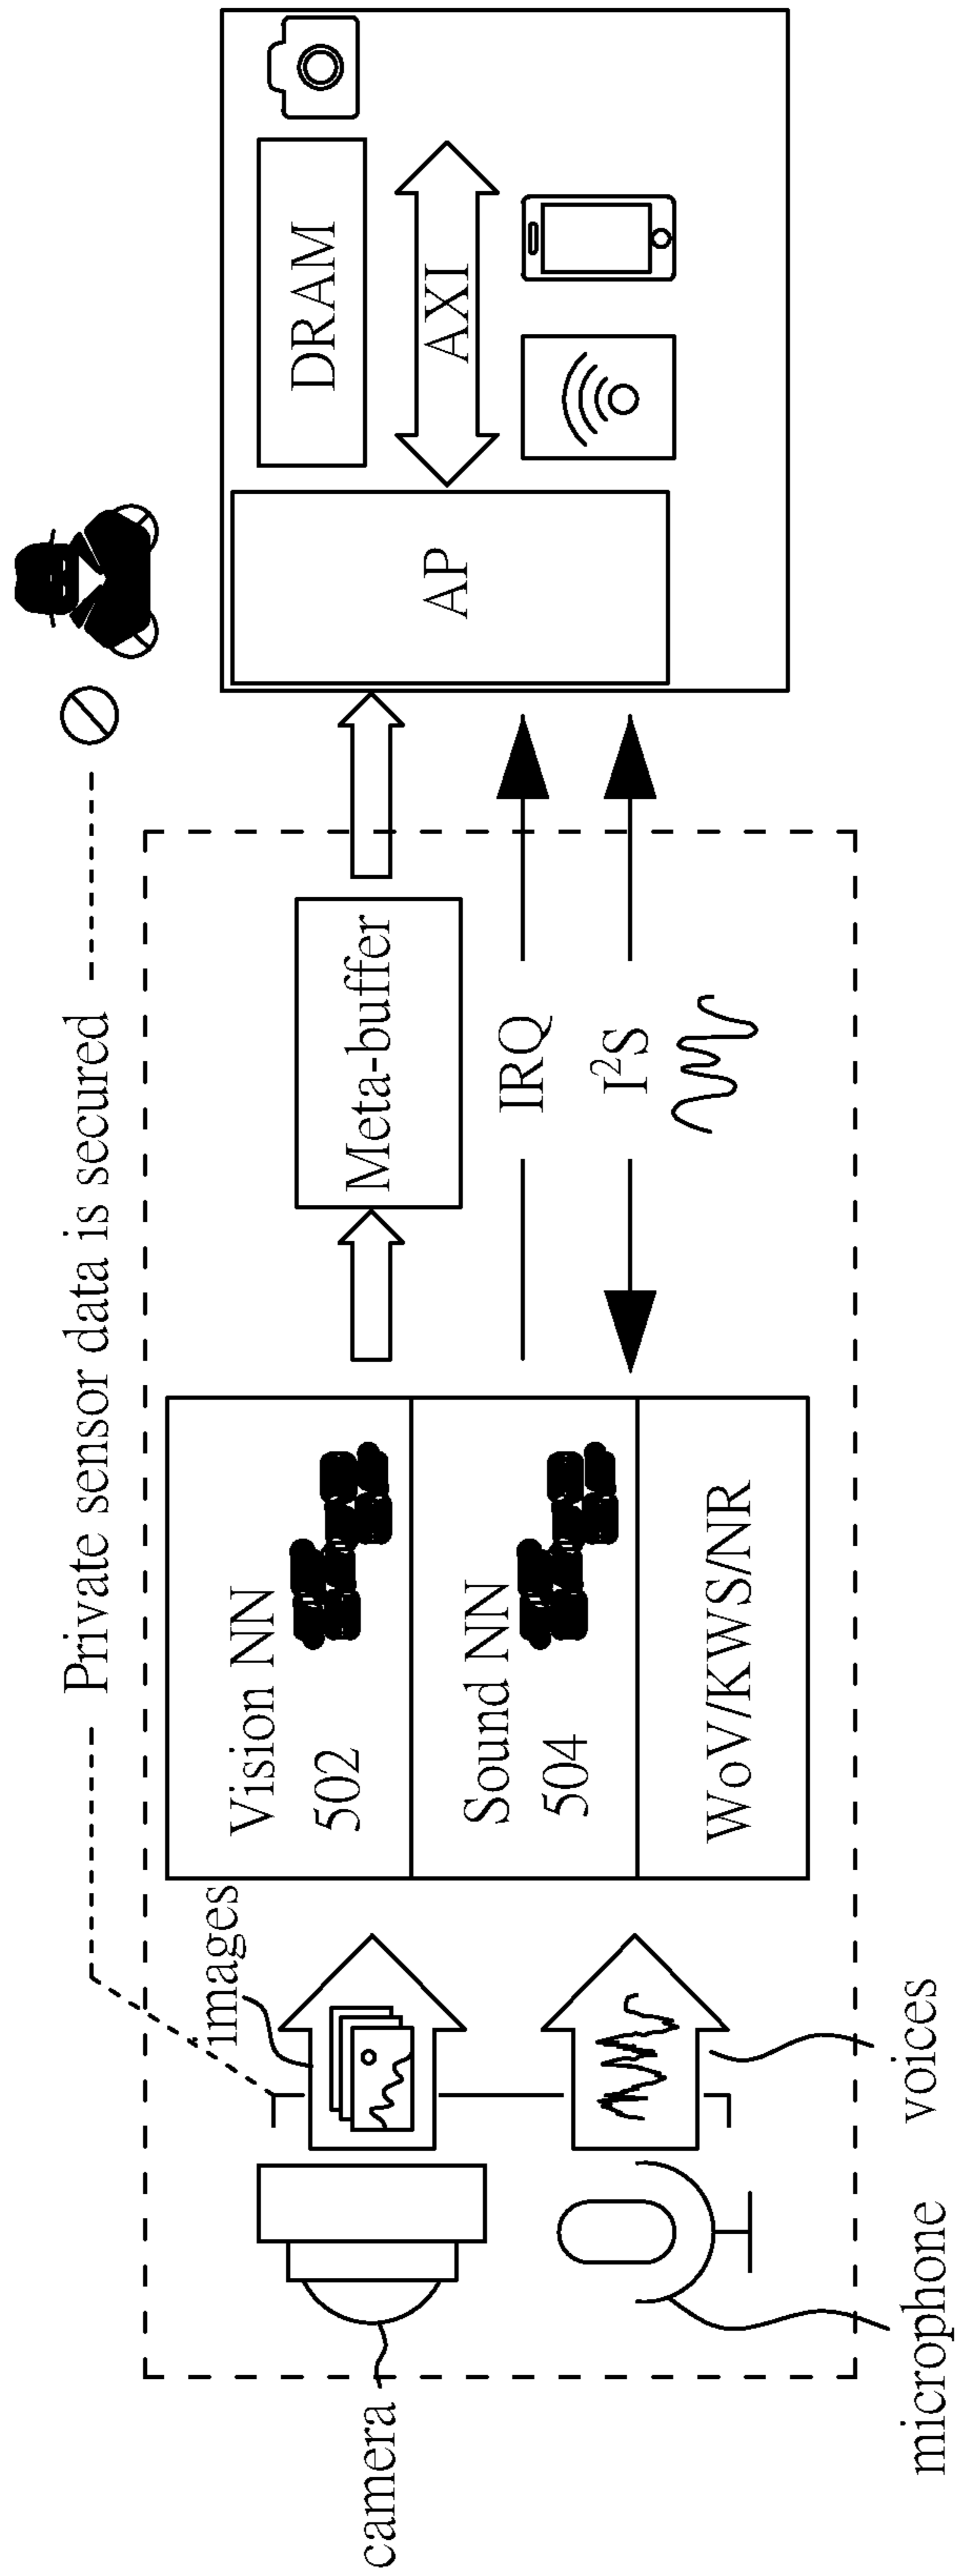 Private sensor data is secured
camera
images
microphone
voices
Vision NN
502
Sound NN
504
WoV/KWS/NR
Meta-buffer
IRQ
I²S
AP
DRAM
AXI